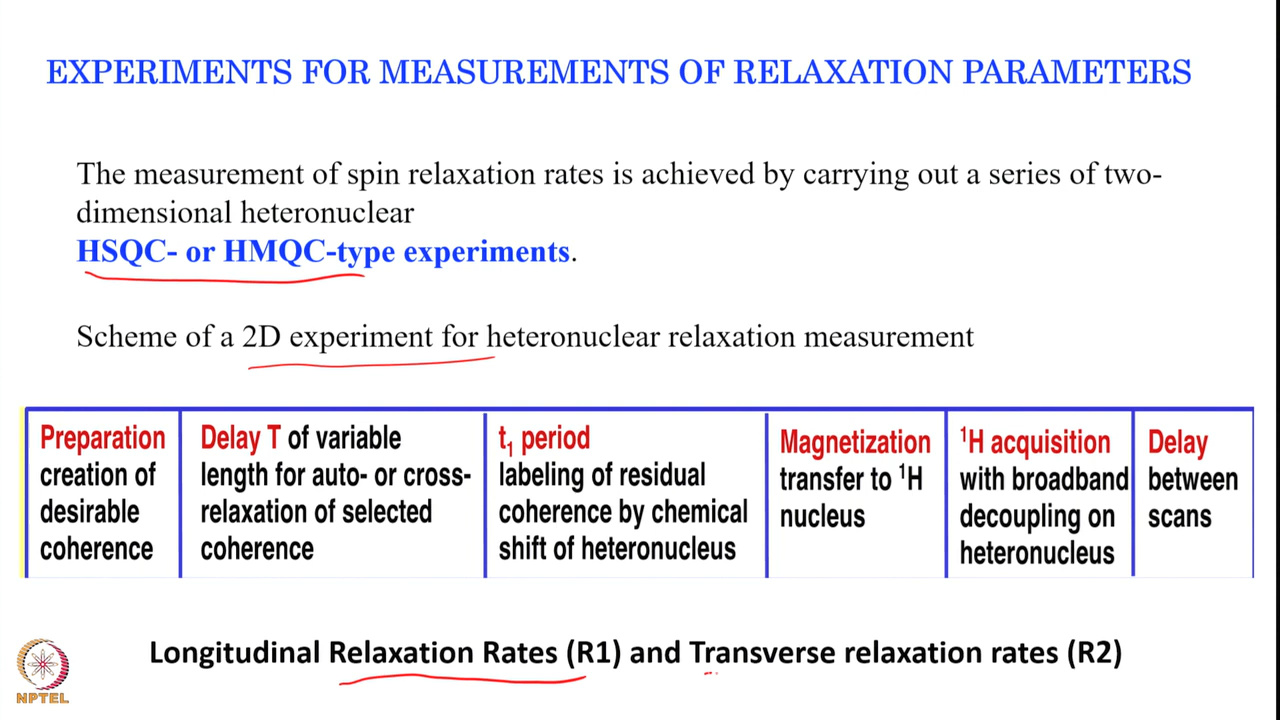 EXPERIMENTS FOR MEASUREMENTS OF RELAXATION PARAMETERS
The measurement of spin relaxation rates is achieved by carrying out a series of two-
dimensional heteronuclear
HSQC- or HMQC-type experiments.
Scheme of a 2D experiment for heteronuclear relaxation measurement
Preparation
creation of
desirable
coherence
Delay T of variable
length for auto- or cross-
relaxation of selected
coherence
t₁ period
labeling of residual
coherence by chemical
shift of heteronucleus
Magnetization
transfer to ¹H
nucleus
¹H acquisition
with broadband
decoupling on
heteronucleus
Delay
between
scans
Longitudinal Relaxation Rates (R1) and Transverse relaxation rates (R2)
NPTEL